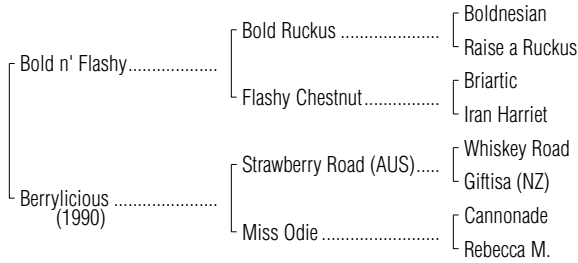 Boldnesian
Bold Ruckus ..................
Raise a Ruckus
Bold n' Flashy..................
Briartic
Flashy Chestnut...............
Iran Harriet
Whiskey Road
Strawberry Road (AUS).....
Giftisa (NZ)
Berrylicious .....................
(1990)
Cannonade
Miss Odie ........................
Rebecca M.